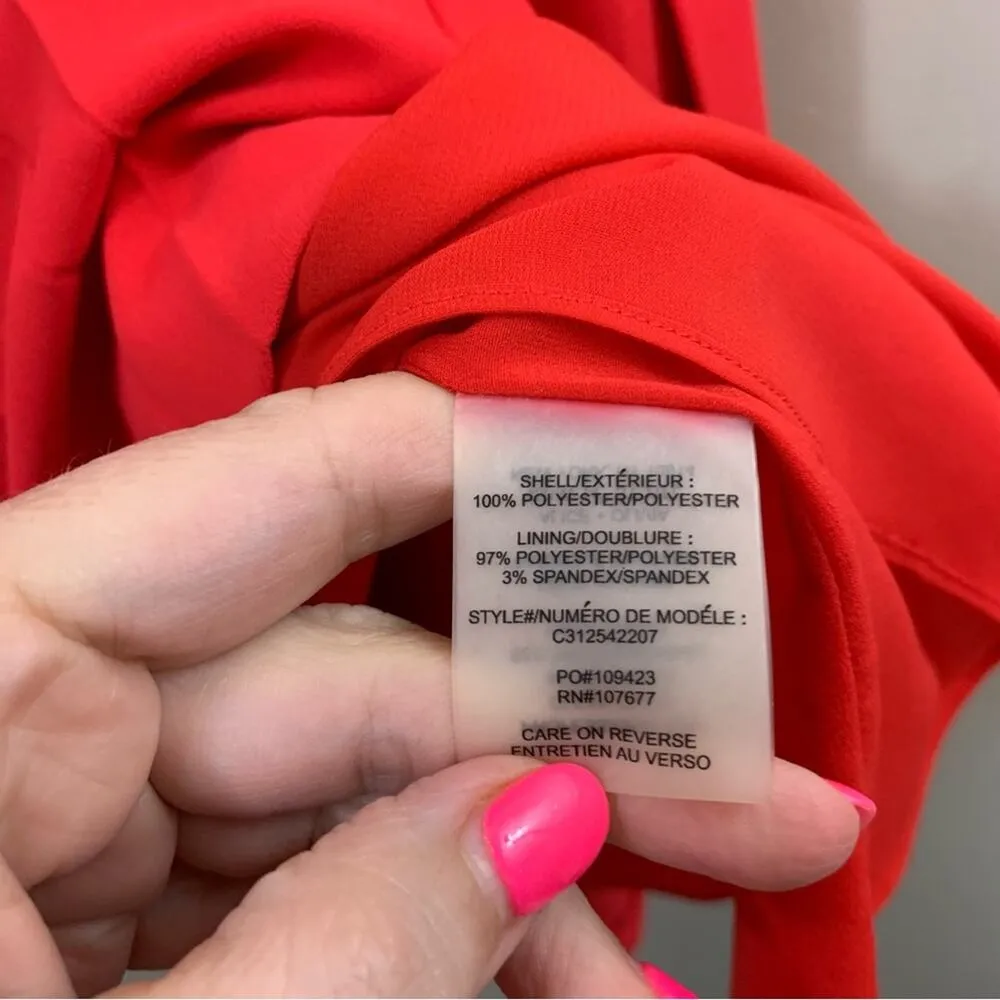 SHELL/EXTÉRIEUR :
100% POLYESTER/POLYESTER
LINING/DOUBLURE :
97% POLYESTER/POLYESTER
3% SPANDEX/SPANDEX
STYLE#/NUMÉRO DE MODÉLE :
C312542207
PO#109423
RN#107677
CARE ON REVERSE
ENTRETIEN AU VERSO